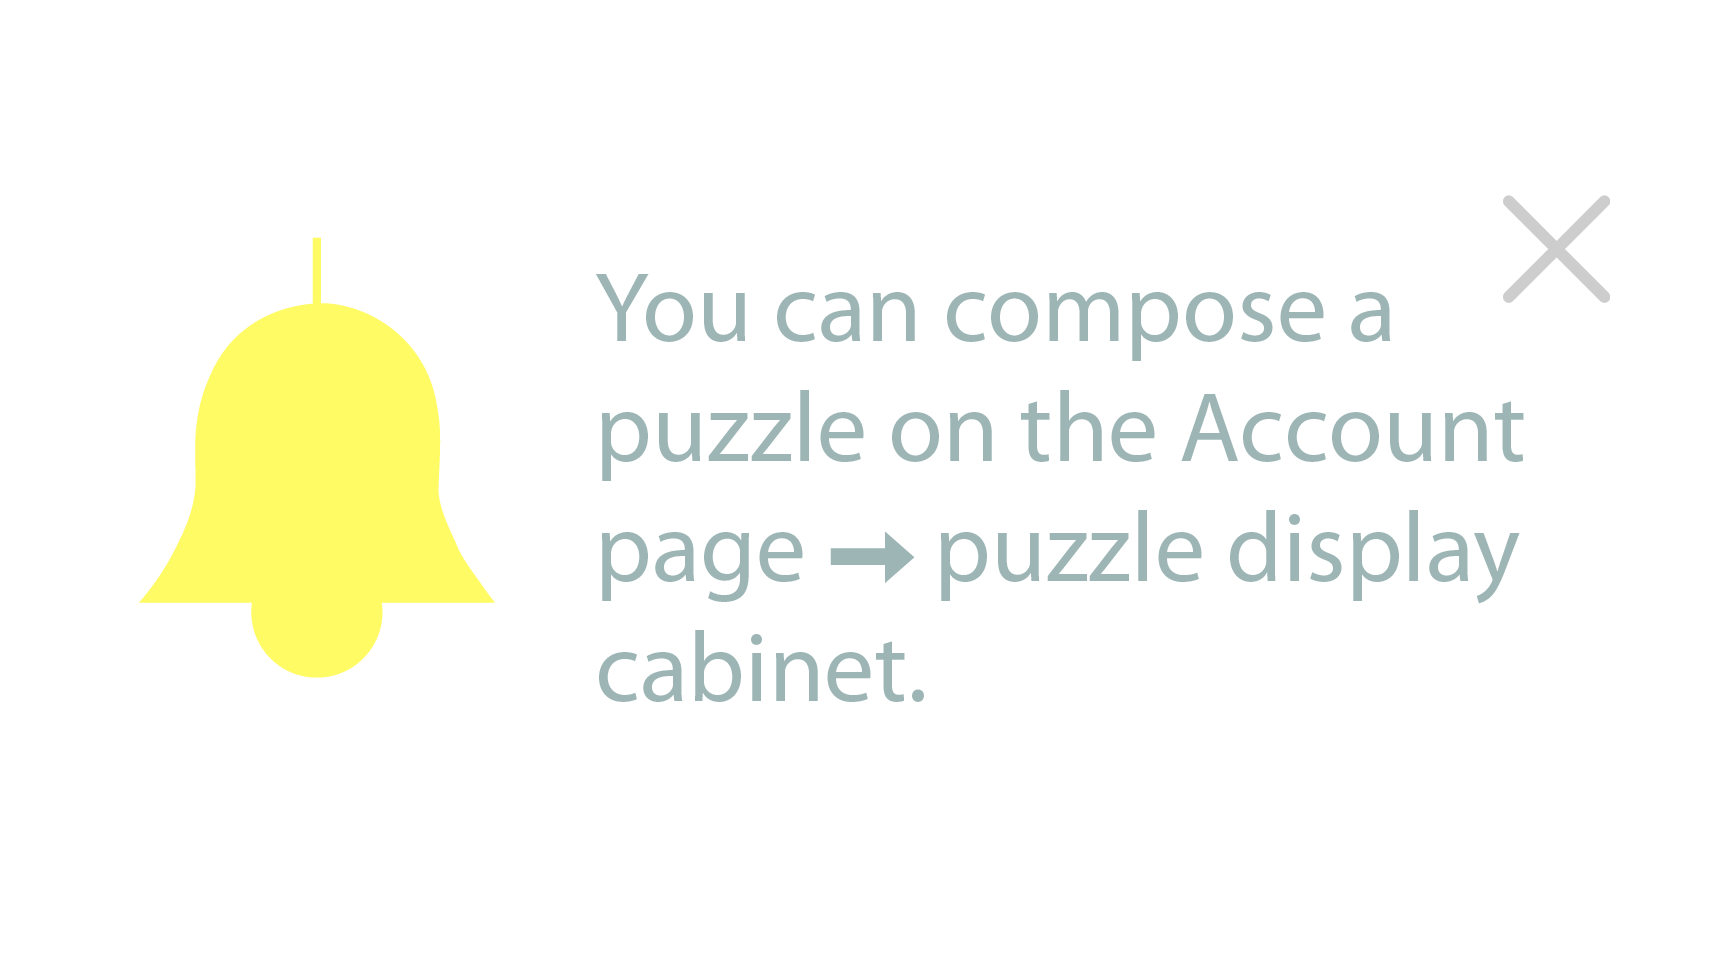 You can compose a
puzzle on the Account
page ➡ puzzle display
cabinet.